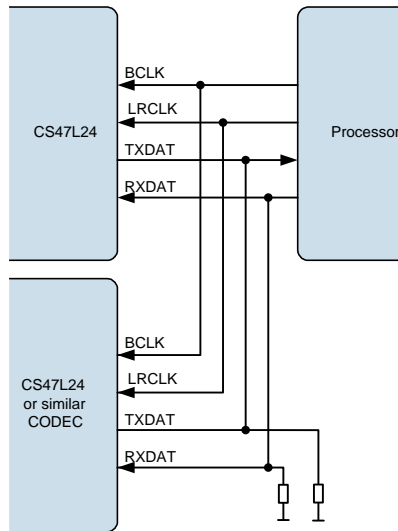 BCLK
LRCLK
CS47L24
Processor
TXDAT
RXDAT
BCLK
LRCLK
CS47L24
or similar
CODEC
TXDAT
RXDAT